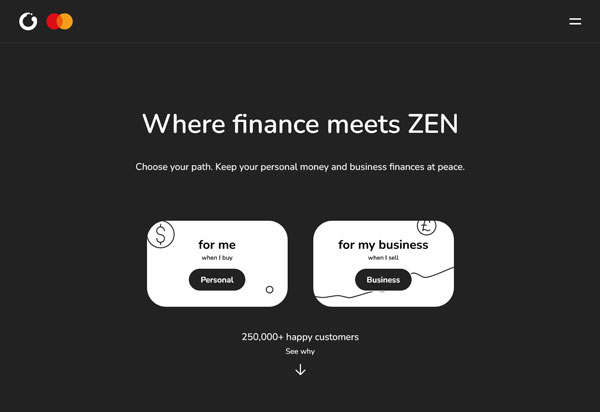 Where finance meets ZEN
Choose your path. Keep your personal money and business finances at peace.
$
for me
when I buy
Personal
£
for my business
when I sell
Business
250,000+ happy customers
See why